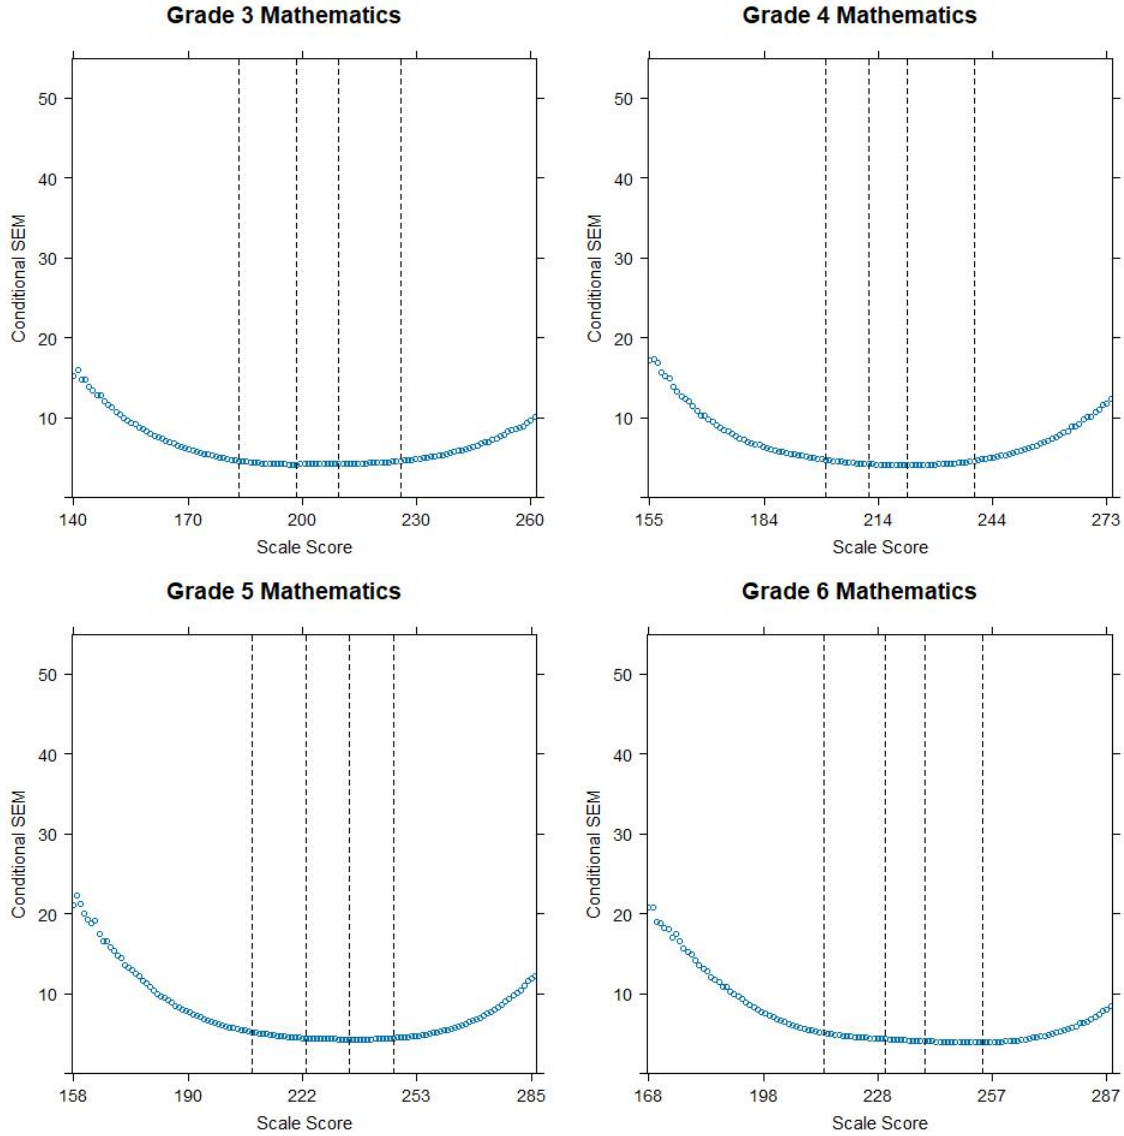 Grade 3 Mathematics
50
40
30
20
10
Conditional SEM
140 170 200 230 260
Scale Score
Grade 4 Mathematics
50
40
30
20
10
Conditional SEM
155 184 214 244 273
Scale Score
Grade 5 Mathematics
50
40
30
20
10
Conditional SEM
158 190 222 253 285
Scale Score
Grade 6 Mathematics
50
40
30
20
10
Conditional SEM
168 198 228 257 287
Scale Score